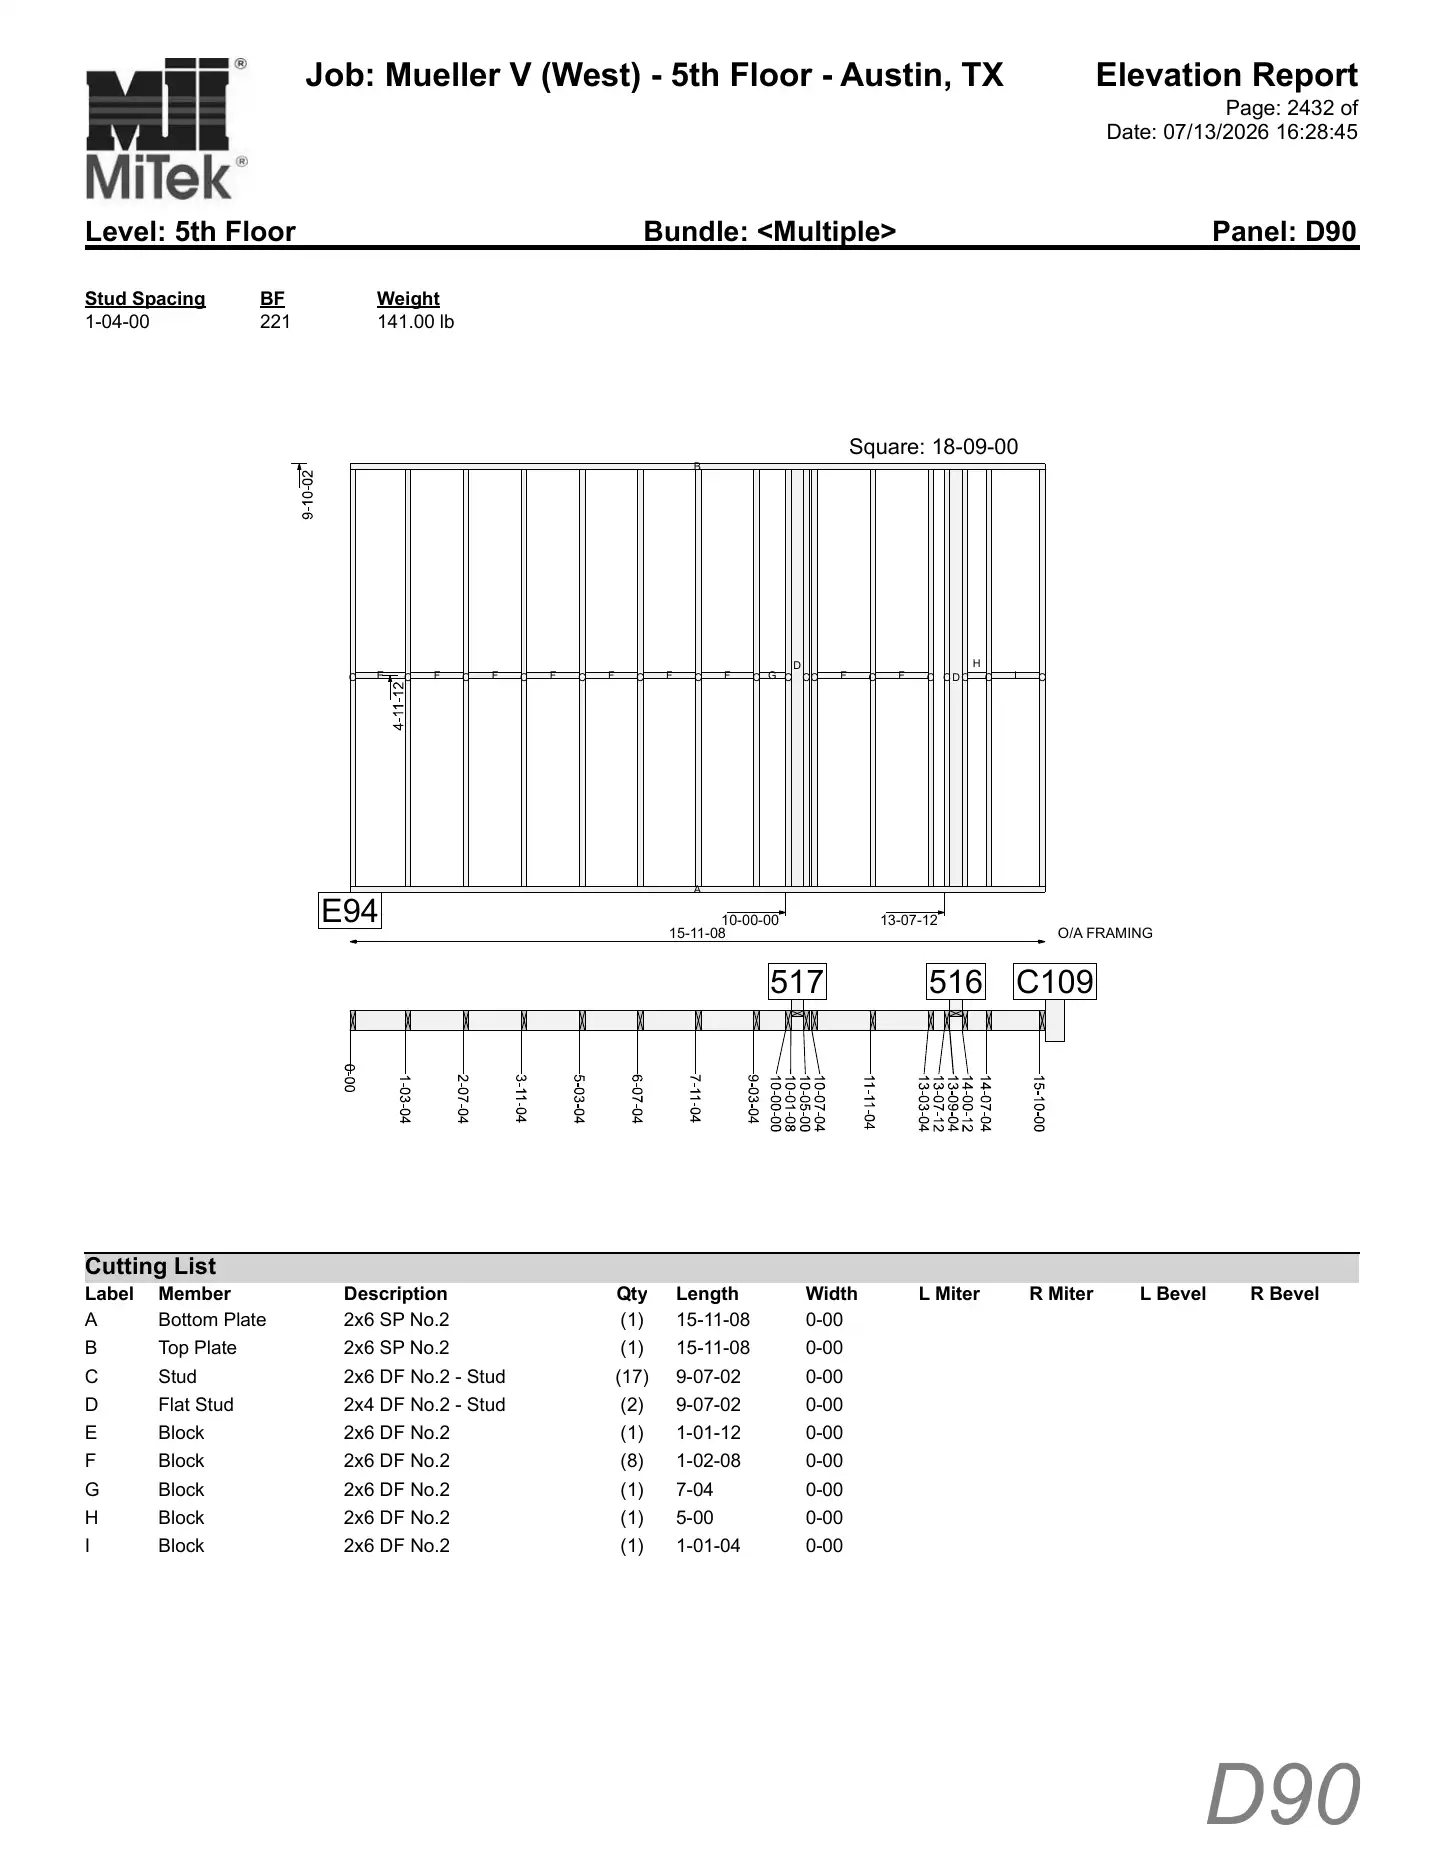 Job: Mueller V (West) - 5th Floor - Austin, TX
Elevation Report
Page: 2432 of
Date: 07/13/2026 16:28:45
MiTek®
Level: 5th Floor
Bundle: <Multiple>
Panel: D90
Stud Spacing BF Weight
1-04-00 221 141.00 lb
Square: 18-09-00
B
9-10-02
D
H
F F F F F F G F F D I
4-11-12
A
E94
10-00-00
13-07-12
15-11-08
O/A FRAMING
517
516
C109
0-00
1-03-04
2-07-04
3-11-04
5-03-04
6-07-04
7-11-04
9-03-04
10-00-00
10-01-08
10-05-00
10-07-04
11-11-04
13-03-04
13-07-12
13-09-04
14-00-12
14-07-04
15-10-00
Cutting List
Label Member Description Qty Length Width L Miter R Miter L Bevel R Bevel
A Bottom Plate 2x6 SP No.2 (1) 15-11-08 0-00
B Top Plate 2x6 SP No.2 (1) 15-11-08 0-00
C Stud 2x6 DF No.2 - Stud (17) 9-07-02 0-00
D Flat Stud 2x4 DF No.2 - Stud (2) 9-07-02 0-00
E Block 2x6 DF No.2 (1) 1-01-12 0-00
F Block 2x6 DF No.2 (8) 1-02-08 0-00
G Block 2x6 DF No.2 (1) 7-04 0-00
H Block 2x6 DF No.2 (1) 5-00 0-00
I Block 2x6 DF No.2 (1) 1-01-04 0-00
D90